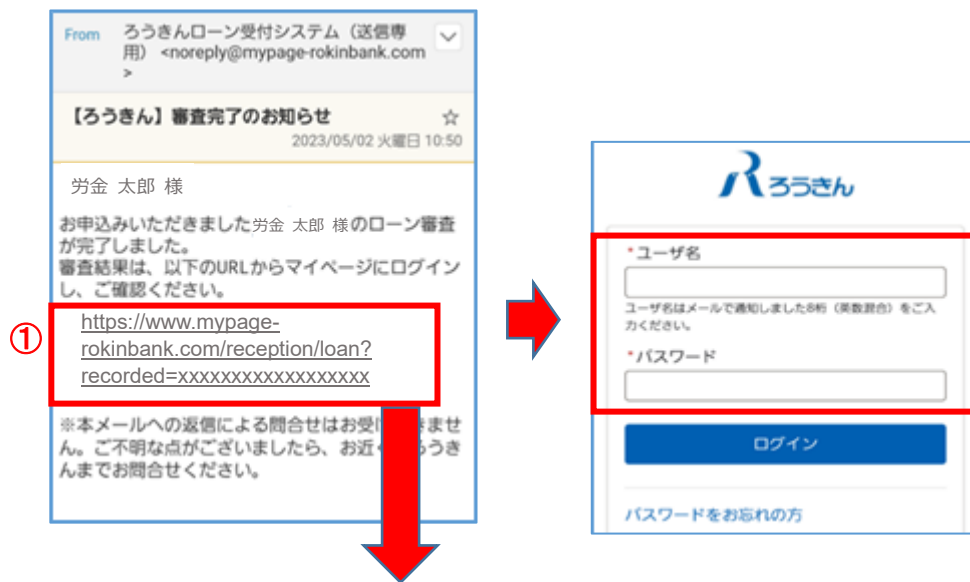 From ろうきんローン受付システム（送信専
用） <noreply@mypage-rokinbank.com
>
【ろうきん】審査完了のお知らせ ☆
2023/05/02 火曜日 10:50
労金 太郎 様
お申込みいただきました労金 太郎 様のローン審査
が完了しました。
審査結果は、以下のURLからマイページにログイン
し、ご確認ください。
①
https://www.mypage-
rokinbank.com/reception/loan?
recorded=xxxxxxxxxxxxxxxxxx
※本メールへの返信による問合せはお受け きませ
ん。ご不明な点がございましたら、お近く ろうき
んまでお問合せください。
ろうきん
*ユーザ名
ユーザ名はメールで通知しました8桁（英数混合）をご入
力ください。
*パスワード
ログイン
パスワードをお忘れの方